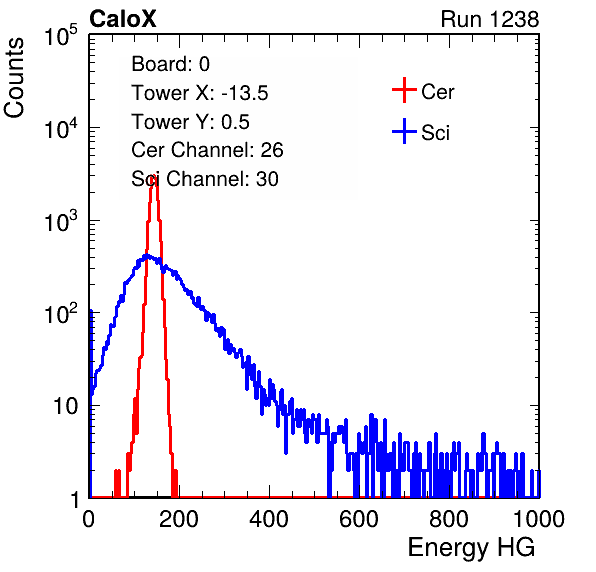 CaloX Run 1238
Counts
10^5
10^4
10^3
10^2
10
1
Board: 0
Tower X: -13.5
Tower Y: 0.5
Cer Channel: 26
Sci Channel: 30
Cer
Sci
0 200 400 600 800 1000
Energy HG